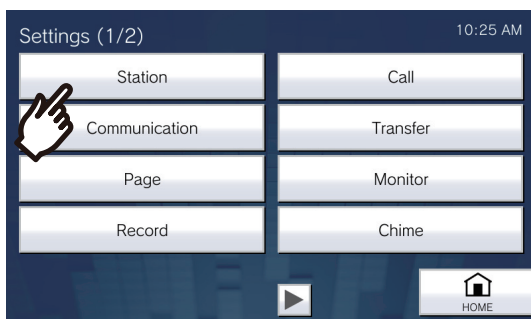 Settings (1/2)
10:25 AM
Station
Call
Communication
Transfer
Page
Monitor
Record
Chime
HOME